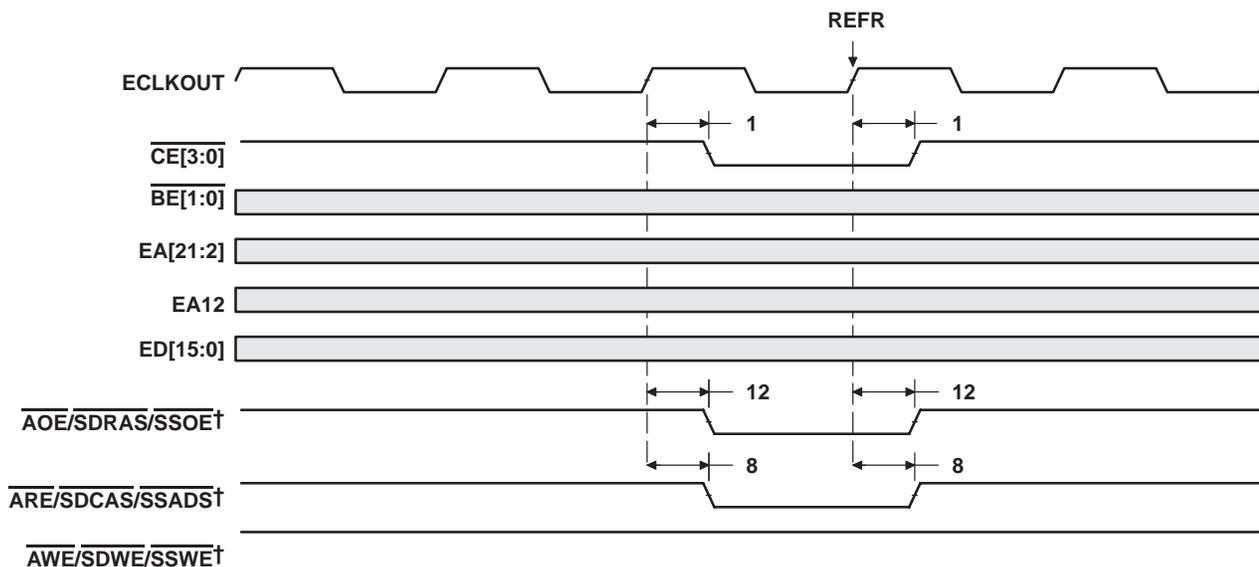 REFR
ECLKOUT
1 1
CE[3:0]
BE[1:0]
EA[21:2]
EA12
ED[15:0]
12 12
AOE/SDRAS/SSOE†
8 8
ARE/SDCAS/SSADS†
AWE/SDWE/SSWE†